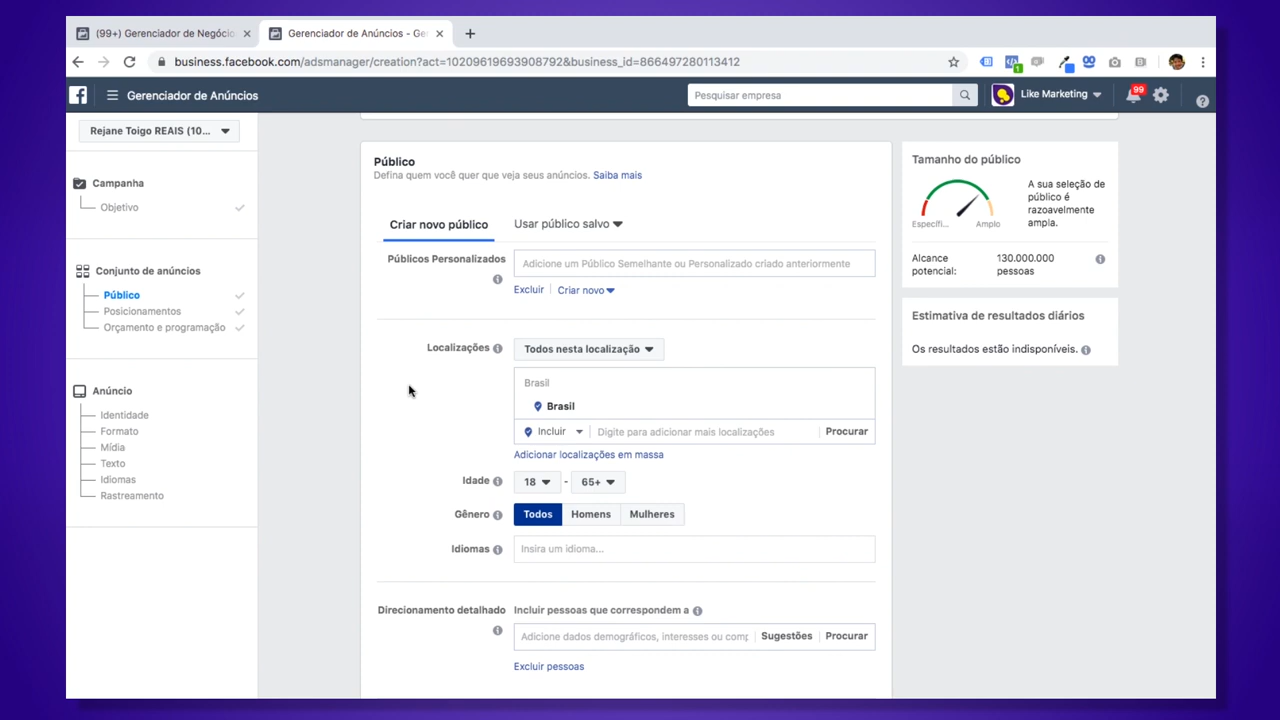 (99+) Gerenciador de Negócio
Gerenciador de Anúncios - Ge
business.facebook.com/adsmanager/creation?act=10209619693908792&business_id=866497280113412
Gerenciador de Anúncios
Pesquisar empresa
Like Marketing
99
Rejane Toigo REAIS (10...
Campanha
Objetivo
Conjunto de anúncios
Público
Posicionamentos
Orçamento e programação
Anúncio
Identidade
Formato
Mídia
Texto
Idiomas
Rastreamento
Público
Defina quem você quer que veja seus anúncios. Saiba mais
Criar novo público
Usar público salvo
Públicos Personalizados
Adicione um Público Semelhante ou Personalizado criado anteriormente
Excluir
Criar novo
Localizações
Todos nesta localização
Brasil
Brasil
Incluir
Digite para adicionar mais localizações
Procurar
Adicionar localizações em massa
Idade
18 - 65+
Gênero
Todos
Homens
Mulheres
Idiomas
Insira um idioma...
Direcionamento detalhado
Incluir pessoas que correspondem a
Adicione dados demográficos, interesses ou comp
Sugestões
Procurar
Excluir pessoas
Tamanho do público
Específi...
Amplo
A sua seleção de
público é
razoavelmente
ampla.
Alcance
potencial:
130.000.000
pessoas
Estimativa de resultados diários
Os resultados estão indisponíveis.